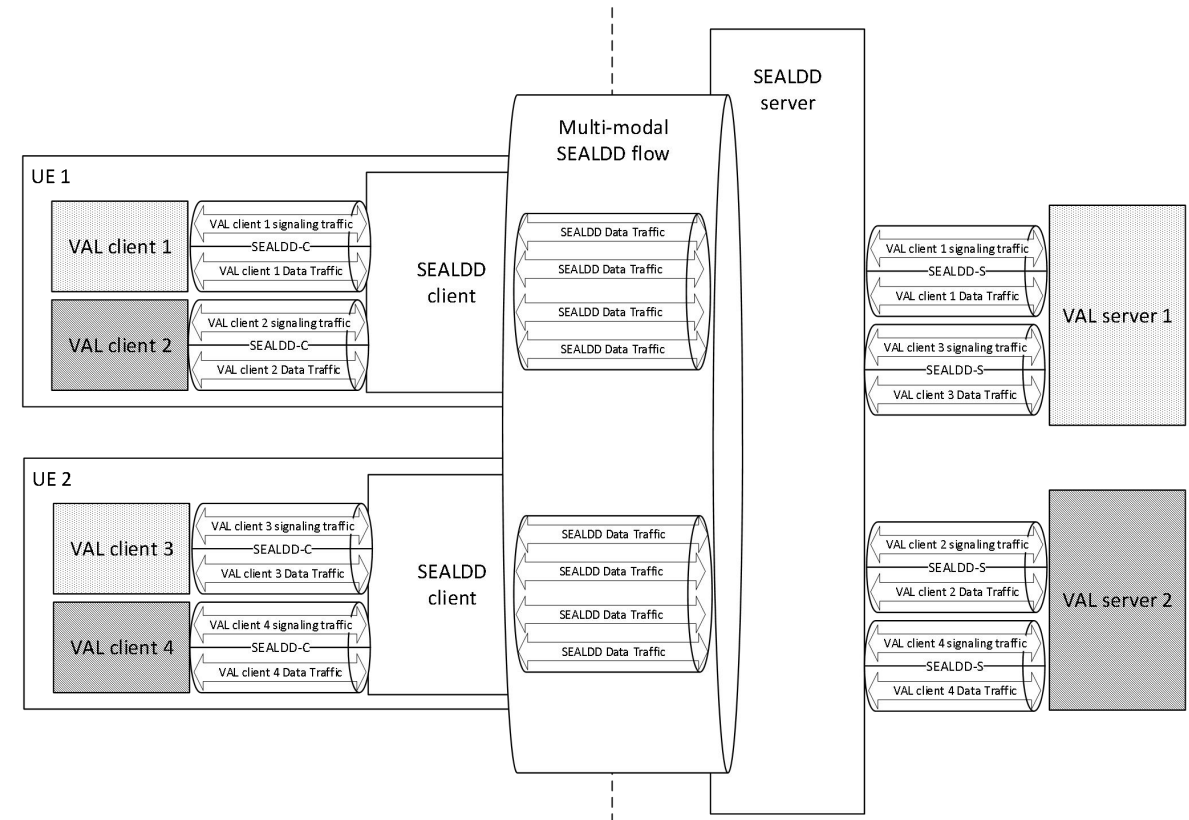 SEALDD
server
Multi-modal
SEALDD flow
UE 1
VAL client 1
VAL client 1 signaling traffic
SEALDD-C
VAL client 1 Data Traffic
VAL client 2
VAL client 2 signaling traffic
SEALDD-C
VAL client 2 Data Traffic
SEALDD
client
SEALDD Data Traffic
SEALDD Data Traffic
SEALDD Data Traffic
SEALDD Data Traffic
VAL client 1 signaling traffic
SEALDD-S
VAL client 1 Data Traffic
VAL client 3 signaling traffic
SEALDD-S
VAL client 3 Data Traffic
VAL server 1
UE 2
VAL client 3
VAL client 3 signaling traffic
SEALDD-C
VAL client 3 Data Traffic
VAL client 4
VAL client 4 signaling traffic
SEALDD-C
VAL client 4 Data Traffic
SEALDD
client
SEALDD Data Traffic
SEALDD Data Traffic
SEALDD Data Traffic
SEALDD Data Traffic
VAL client 2 signaling traffic
SEALDD-S
VAL client 2 Data Traffic
VAL client 4 signaling traffic
SEALDD-S
VAL client 4 Data Traffic
VAL server 2